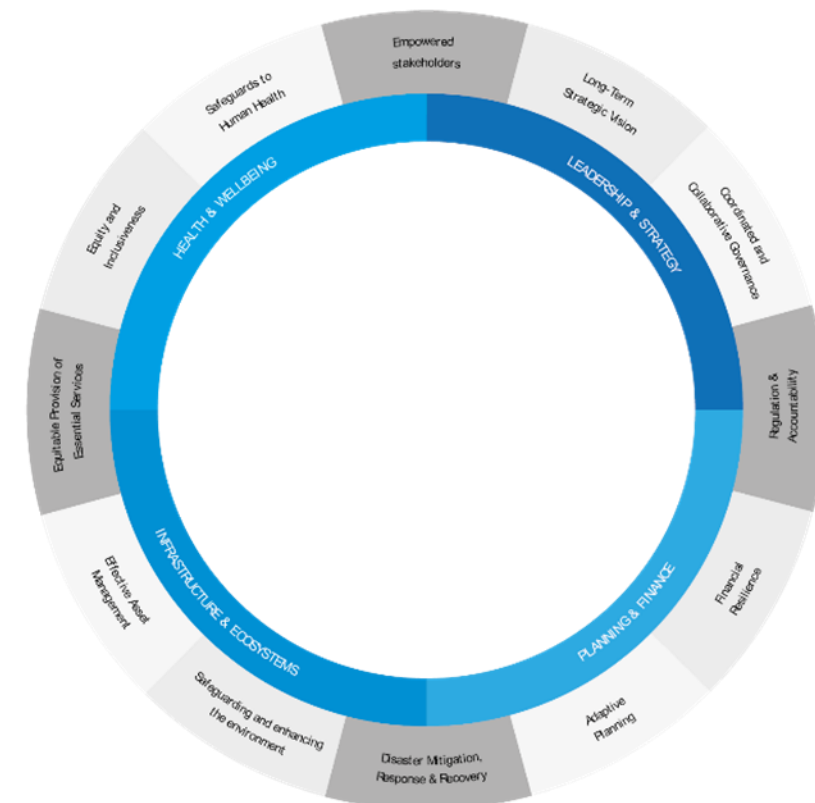 Empowered
stakeholders
Long-Term
Strategic Vision
Coordinated and
Collaborative Governance
Regulation &
Accountability
Financial
Resilience
Adaptive
Planning
Disaster Mitigation,
Response & Recovery
Safeguarding and enhancing
the environment
Effective Asset
Management
Equitable Provision of
Essential Services
Equity and
Inclusiveness
Safeguards to
Human Health
HEALTH & WELLBEING
LEADERSHIP & STRATEGY
PLANNING & FINANCE
INFRASTRUCTURE & ECOSYSTEMS